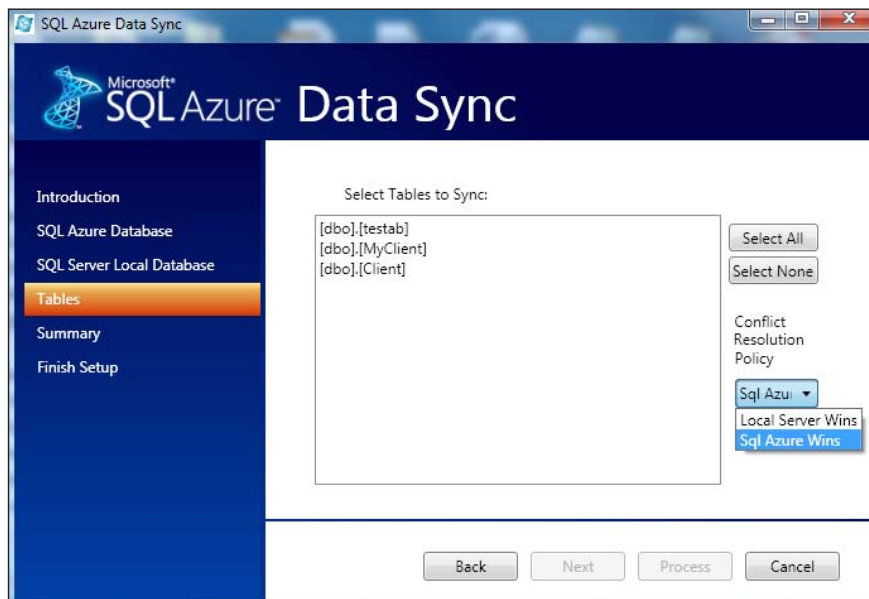 SQL Azure Data Sync
Microsoft®
SQL Azure™ Data Sync
Introduction
SQL Azure Database
SQL Server Local Database
Tables
Summary
Finish Setup
Select Tables to Sync:
[dbo].[testab]
[dbo].[MyClient]
[dbo].[Client]
Select All
Select None
Conflict
Resolution
Policy
Sql Azu
Local Server Wins
Sql Azure Wins
Back
Next
Process
Cancel